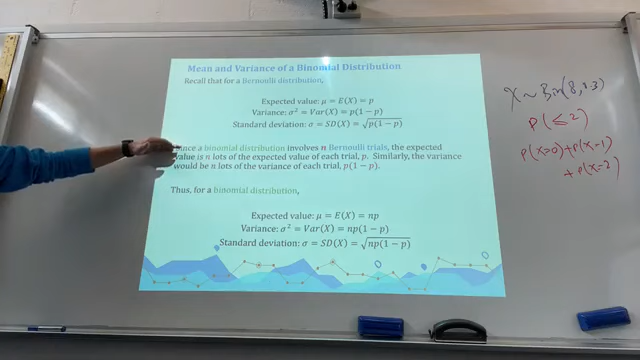 Mean and Variance of a Binomial Distribution
Recall that for a Bernoulli distribution,
Expected value: μ = E(X) = p
Variance: σ² = Var(X) = p(1 − p)
Standard deviation: σ = SD(X) = √p(1 − p)
ince a binomial distribution involves n Bernoulli trials, the expected
value is n lots of the expected value of each trial, p. Similarly, the variance
would be n lots of the variance of each trial, p(1 − p).
Thus, for a binomial distribution,
Expected value: μ = E(X) = np
Variance: σ² = Var(X) = np(1 − p)
Standard deviation: σ = SD(X) = √np(1 − p)
X ~ Bin(8,
P(≤2)
P(X=0)+P(X=1)
+P(X=2)